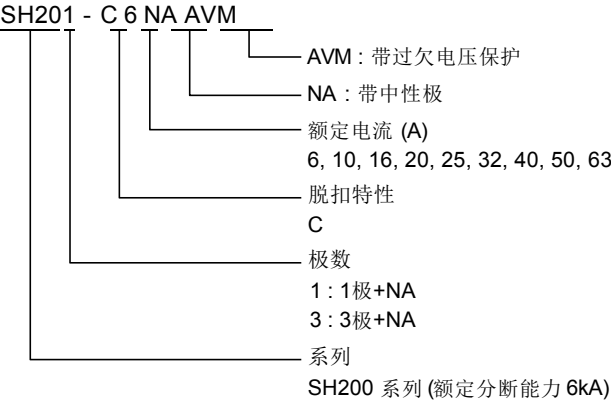 SH201 - C 6 NA AVM
AVM : 带过欠电压保护
NA : 带中性极
额定电流 (A)
6, 10, 16, 20, 25, 32, 40, 50, 63
脱扣特性
C
极数
1 : 1极+NA
3 : 3极+NA
系列
SH200 系列 (额定分断能力 6kA)